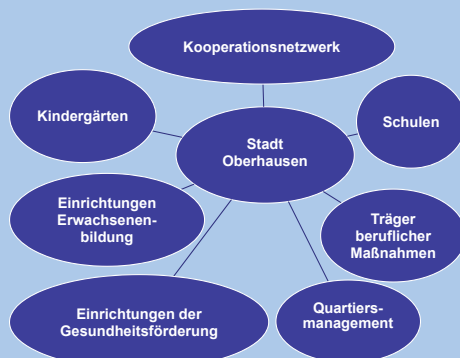 Kooperationsnetzwerk
Kindergärten
Schulen
Stadt
Oberhausen
Einrichtungen
Erwachsenen-
bildung
Träger
beruflicher
Maßnahmen
Einrichtungen der
Gesundheitsförderung
Quartiers-
management